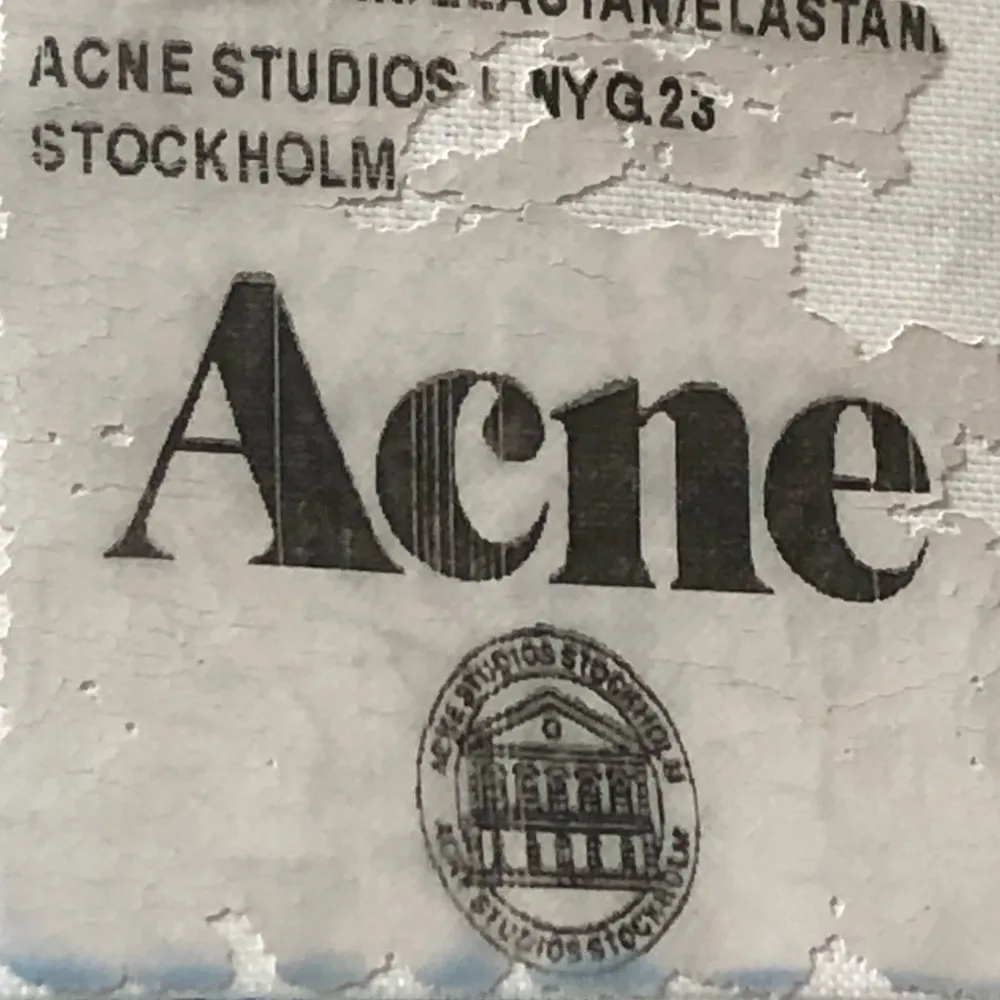 ELASTAN/ELASTAN
ACNE STUDIOS NYG.23
STOCKHOLM
Acne
ACNE STUDIOS STOCKHOLM
ACNE STUDIOS STOCKHOLM